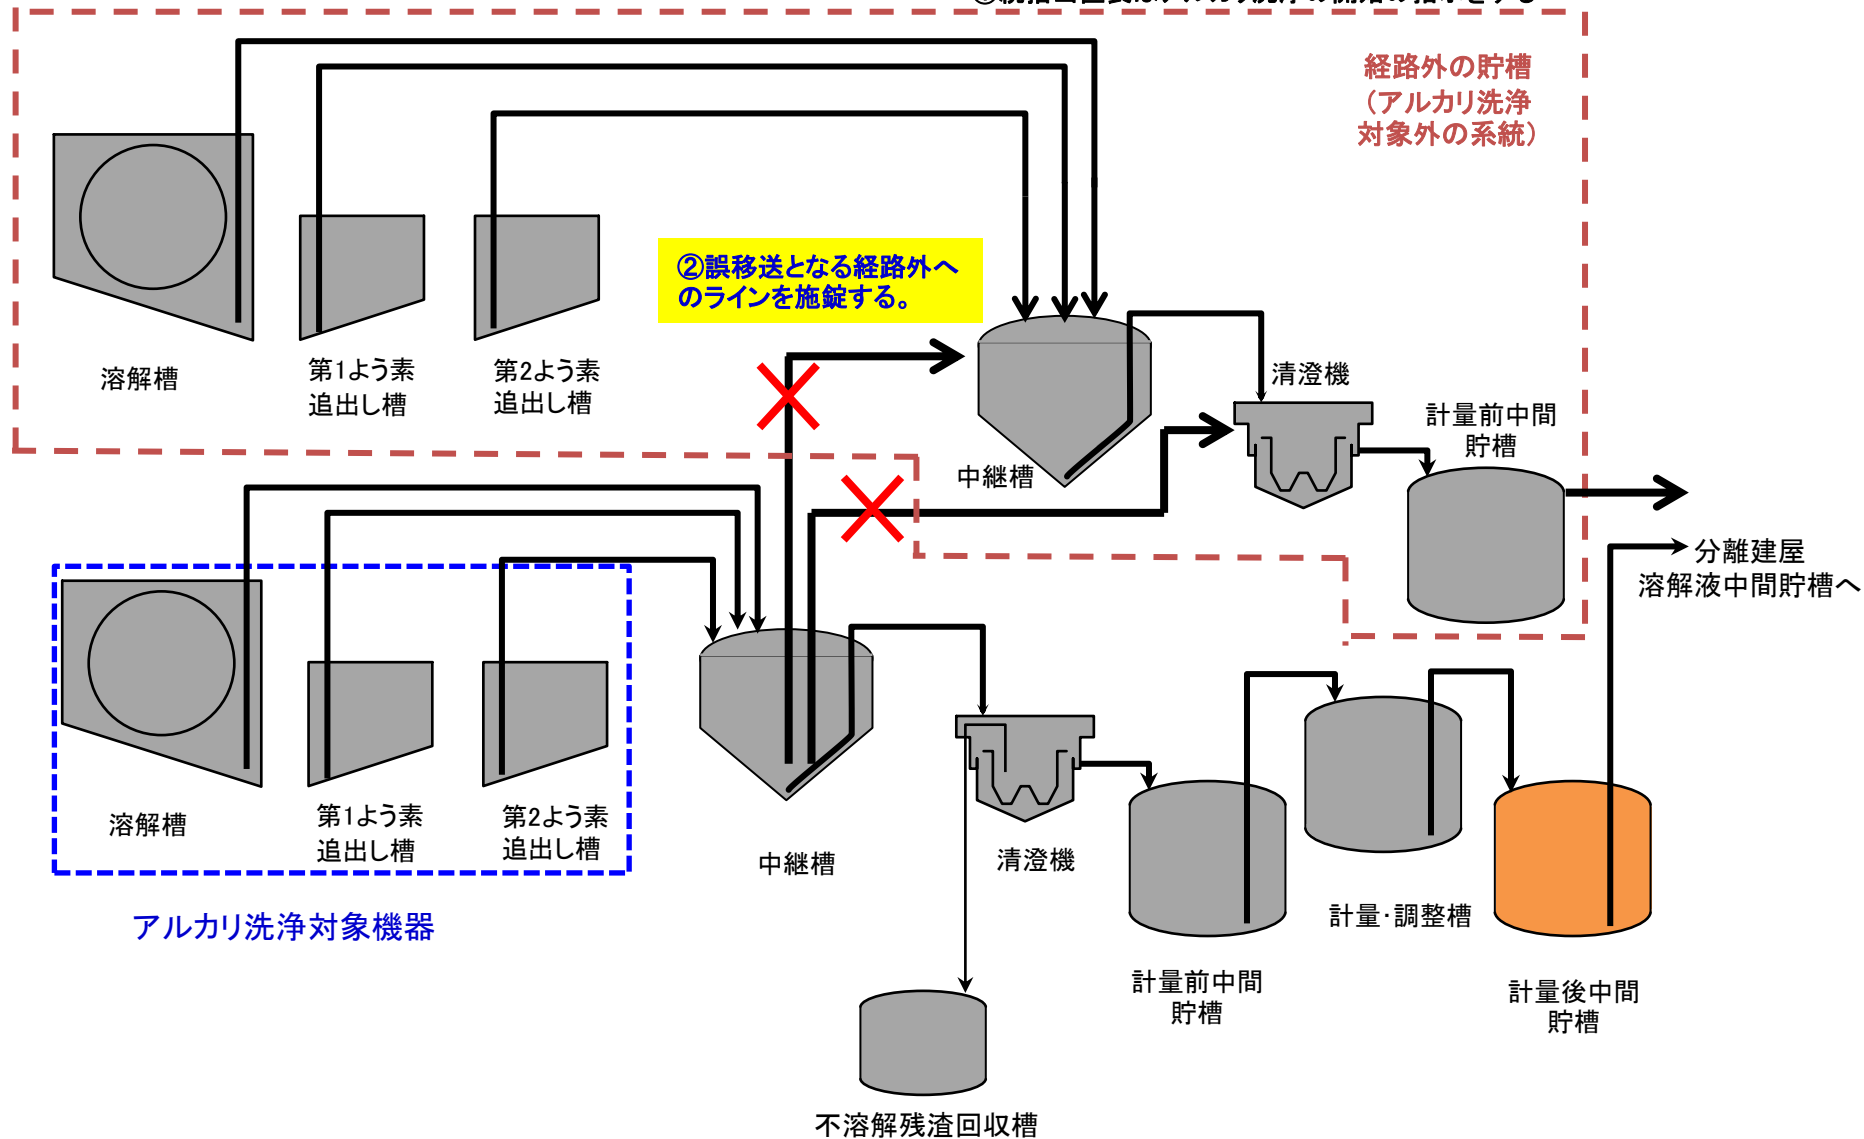 経路外の貯槽
（アルカリ洗浄
対象外の系統）
②誤移送となる経路外へ
のラインを施錠する。
溶解槽
第1よう素
追出し槽
第2よう素
追出し槽
中継槽
清澄機
計量前中間
貯槽
分離建屋
溶解液中間貯槽へ
溶解槽
第1よう素
追出し槽
第2よう素
追出し槽
アルカリ洗浄対象機器
中継槽
清澄機
計量前中間
貯槽
計量・調整槽
計量後中間
貯槽
不溶解残渣回収槽